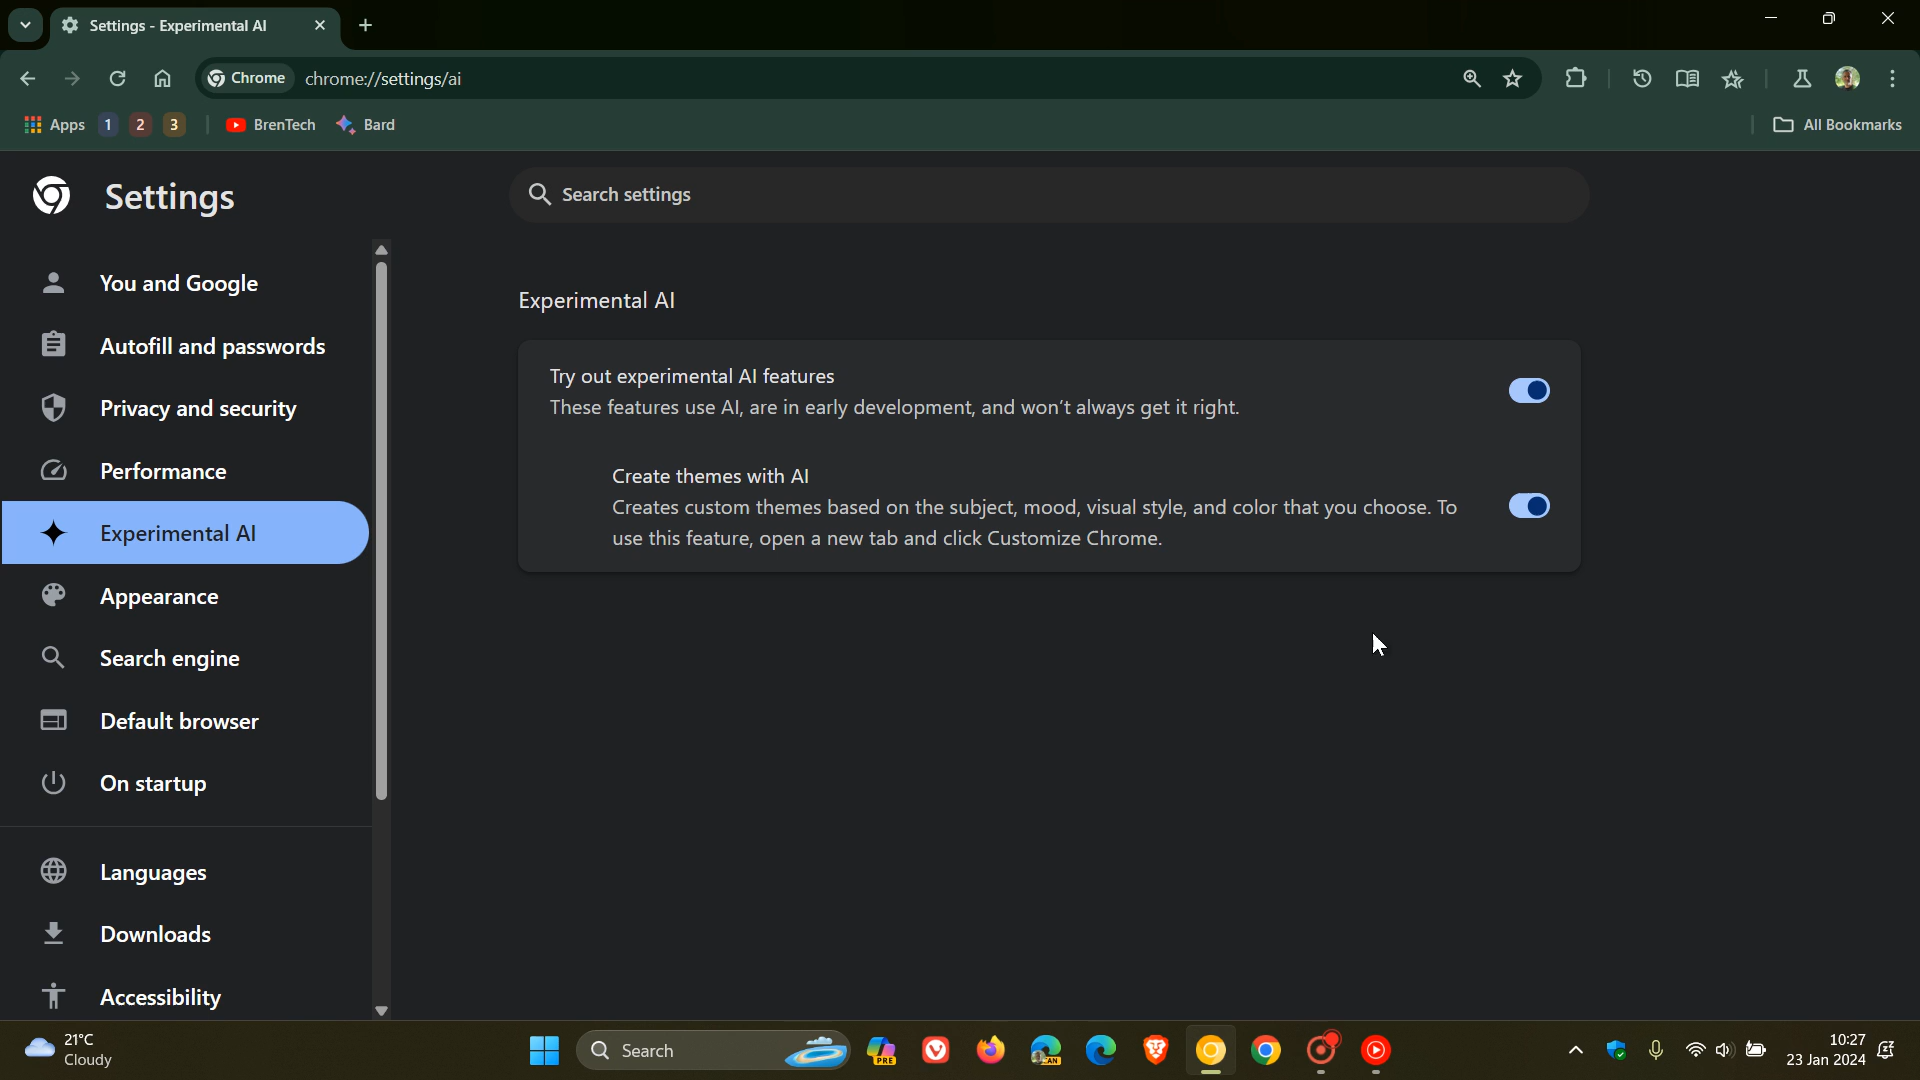 Settings - Experimental AI
Chrome
chrome://settings/ai
Apps
1
2
3
BrenTech
Bard
All Bookmarks
Settings
Search settings
You and Google
Autofill and passwords
Privacy and security
Performance
Experimental AI
Appearance
Search engine
Default browser
On startup
Languages
Downloads
Accessibility
Experimental AI
Try out experimental AI features
These features use AI, are in early development, and won't always get it right.
Create themes with AI
Creates custom themes based on the subject, mood, visual style, and color that you choose. To
use this feature, open a new tab and click Customize Chrome.
21°C
Cloudy
Search
PRE
CAN
10:27
23 Jan 2024